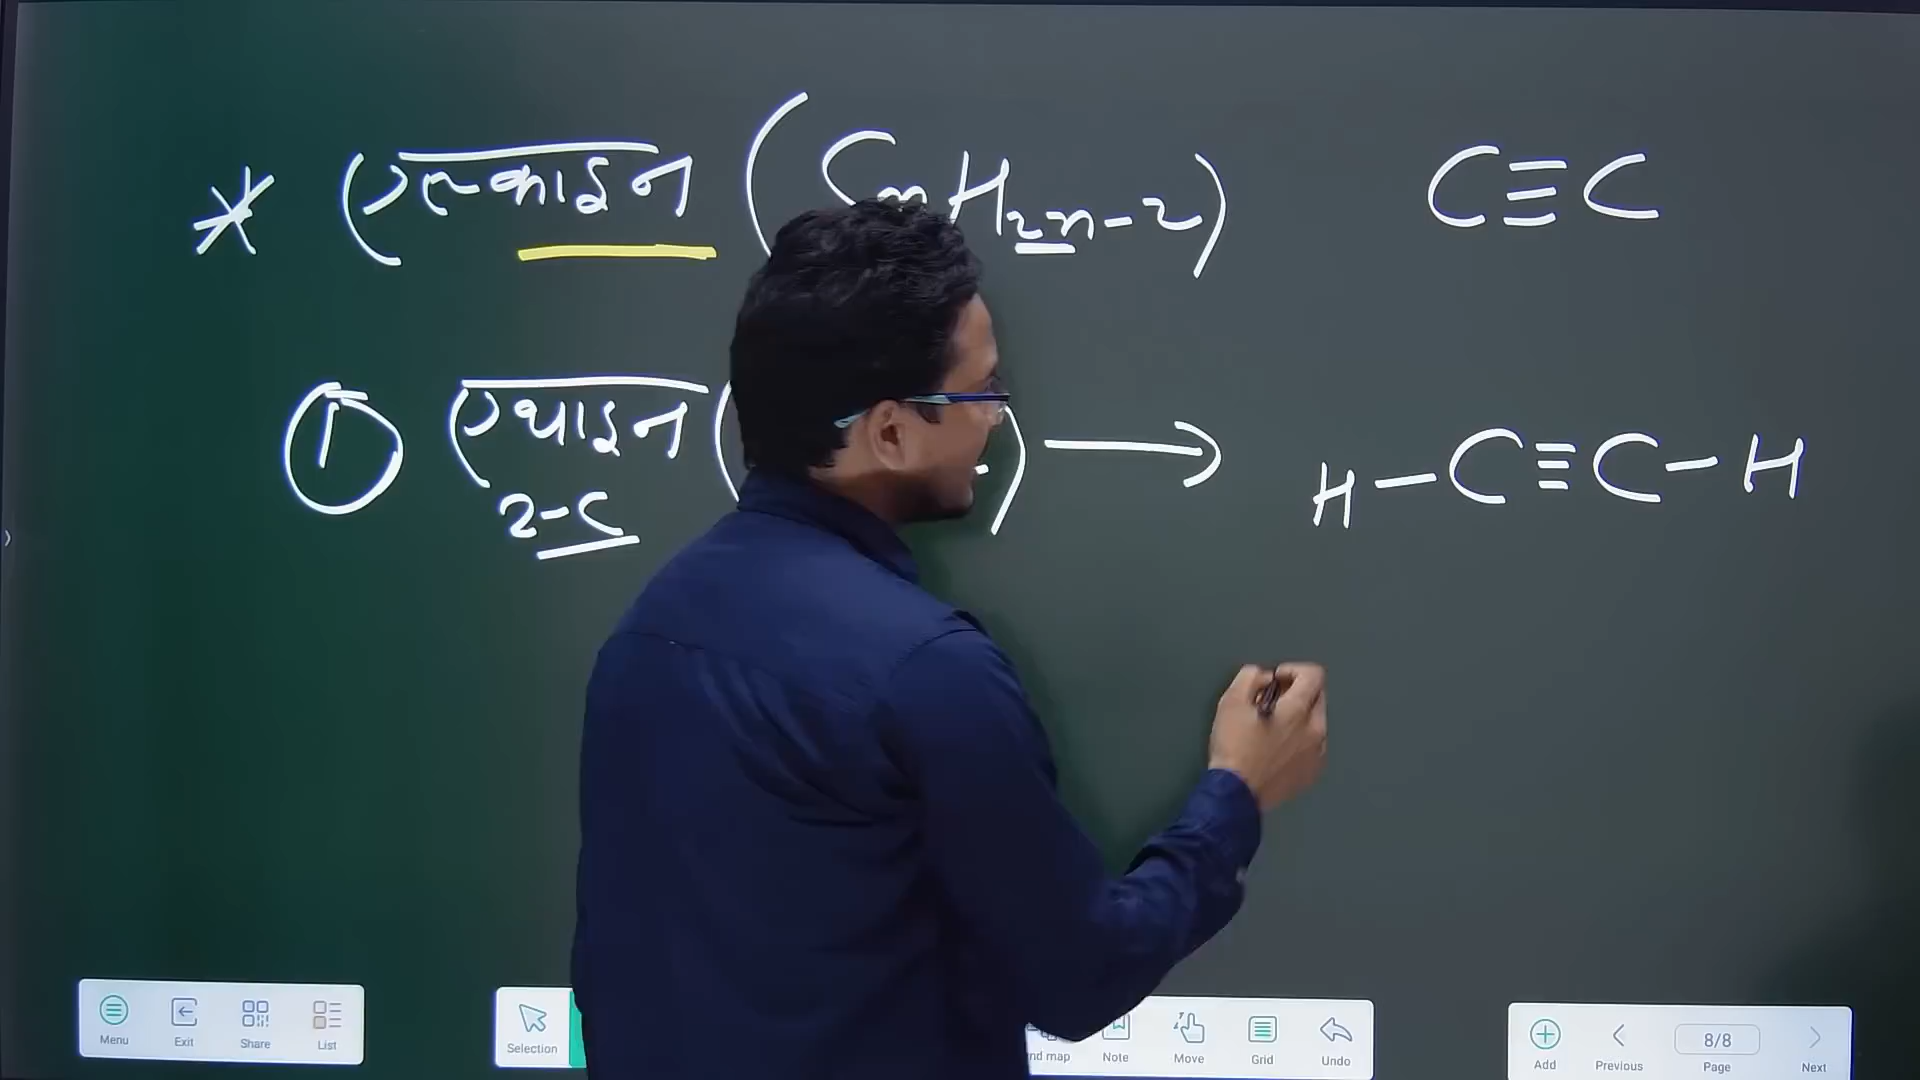 * एल्काइन (CnH2n-2) C≡C
① एथाइन ( ) → H-C≡C-H
2-C
Menu Exit Share List Selection Note Move Grid Undo Add Previous 8/8 Page Next